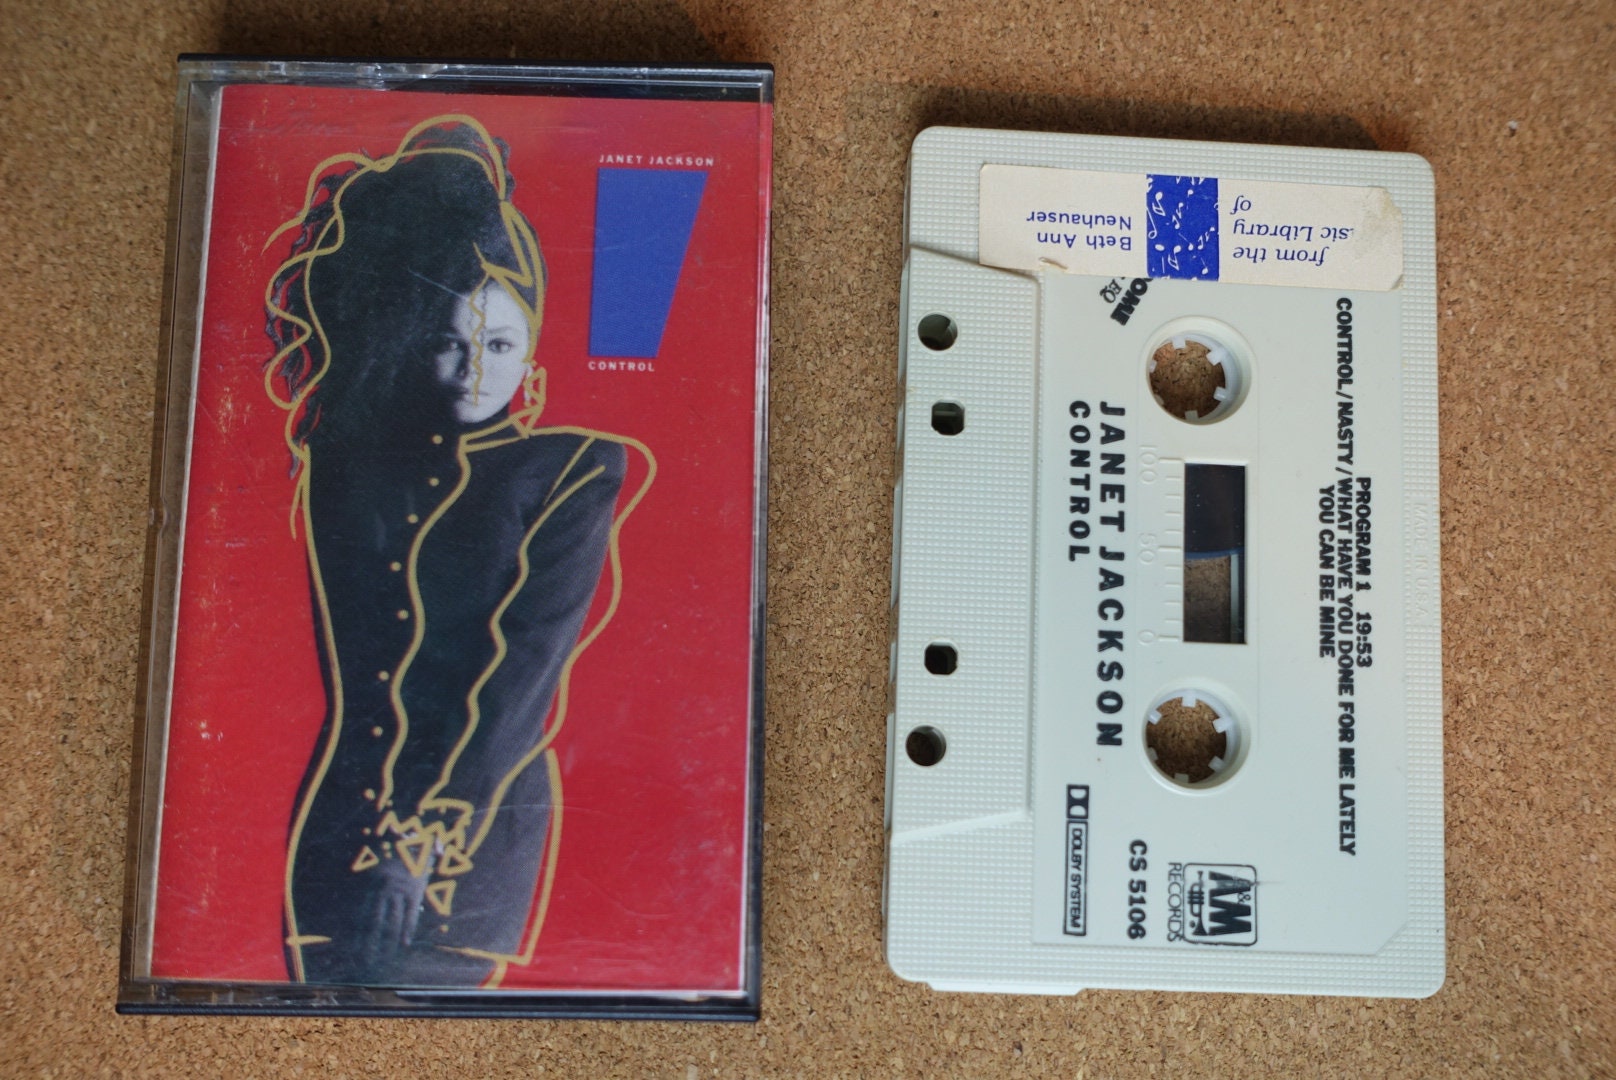 JANET JACKSON
CONTROL
from the
sic Library
of
Beth Ann
Neuhauser
EQ
PROGRAM 1 19:53
CONTROL/NASTY/WHAT HAVE YOU DONE FOR ME LATELY
YOU CAN BE MINE
MADE IN U.S.A.
100 50 0
JANET JACKSON
CONTROL
DOLBY SYSTEM
CS 5106
A&M
RECORDS